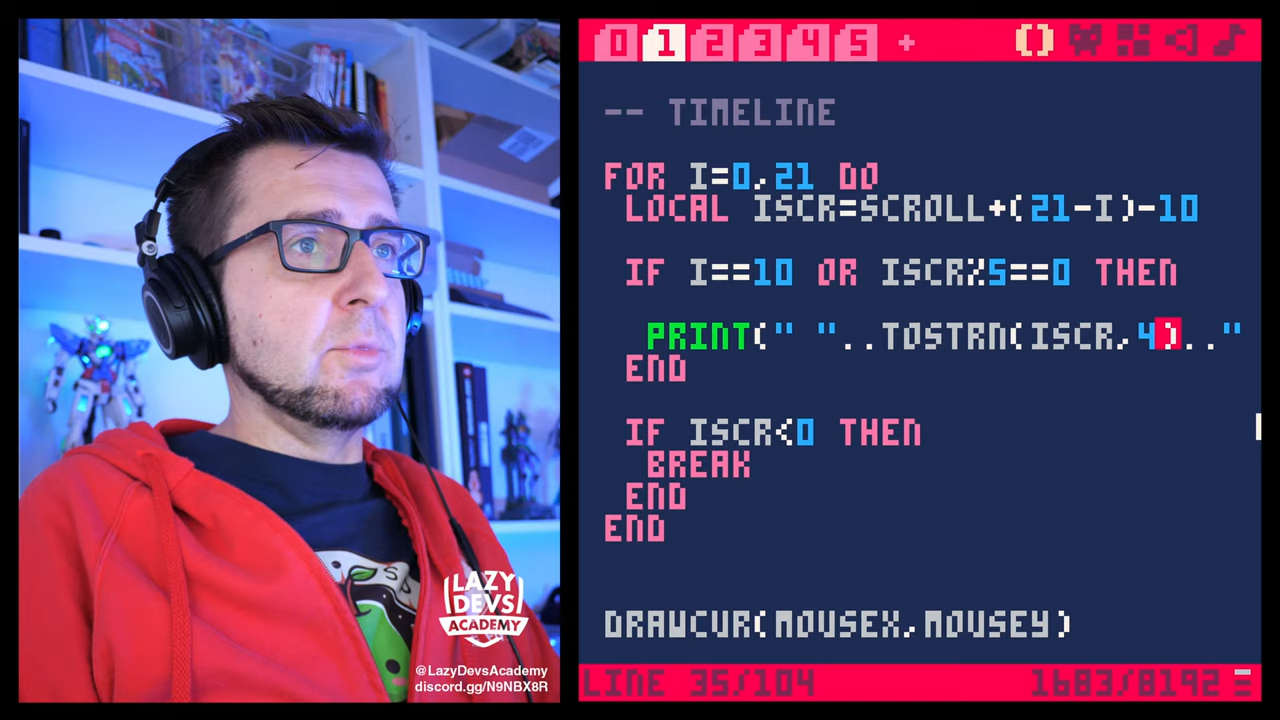 0 1 2 3 4 5 +
-- TIMELINE
FOR I=0,21 DO
LOCAL ISCR=SCROLL+(21-I)-10
IF I==10 OR ISCR%5==0 THEN
PRINT(" "..TOSTRN(ISCR,4).."
END
IF ISCR<0 THEN
BREAK
END
END
DRAWCUR(MOUSEX,MOUSEY)
LINE 35/104 1683/8192
LAZY
DEVS
ACADEMY
@LazyDevsAcademy
discord.gg/N9NBX8R